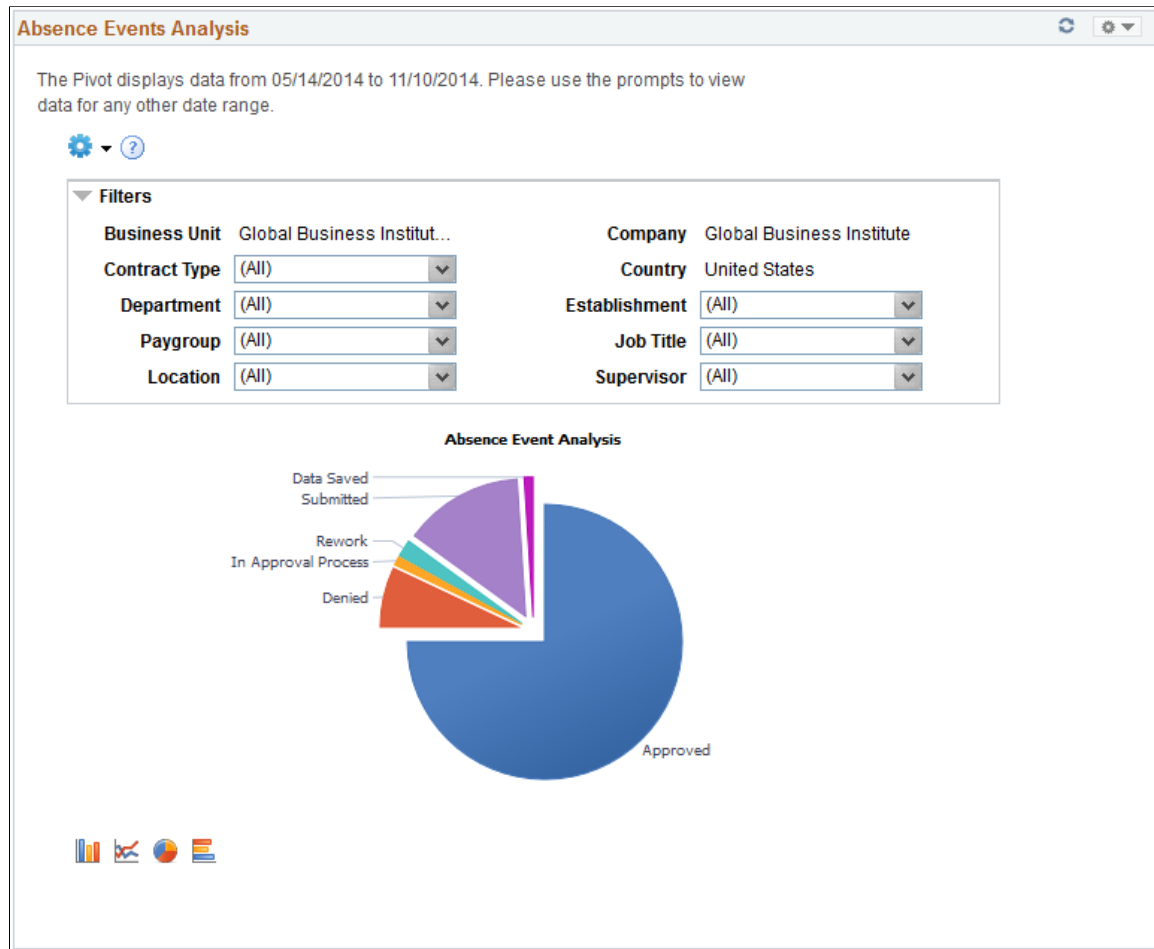 Absence Events Analysis
The Pivot displays data from 05/14/2014 to 11/10/2014. Please use the prompts to view
data for any other date range.
?
Filters
Business Unit Global Business Institut... Company Global Business Institute
Contract Type (All) Country United States
Department (All) Establishment (All)
Paygroup (All) Job Title (All)
Location (All) Supervisor (All)
Absence Event Analysis
Data Saved
Submitted
Rework
In Approval Process
Denied
Approved